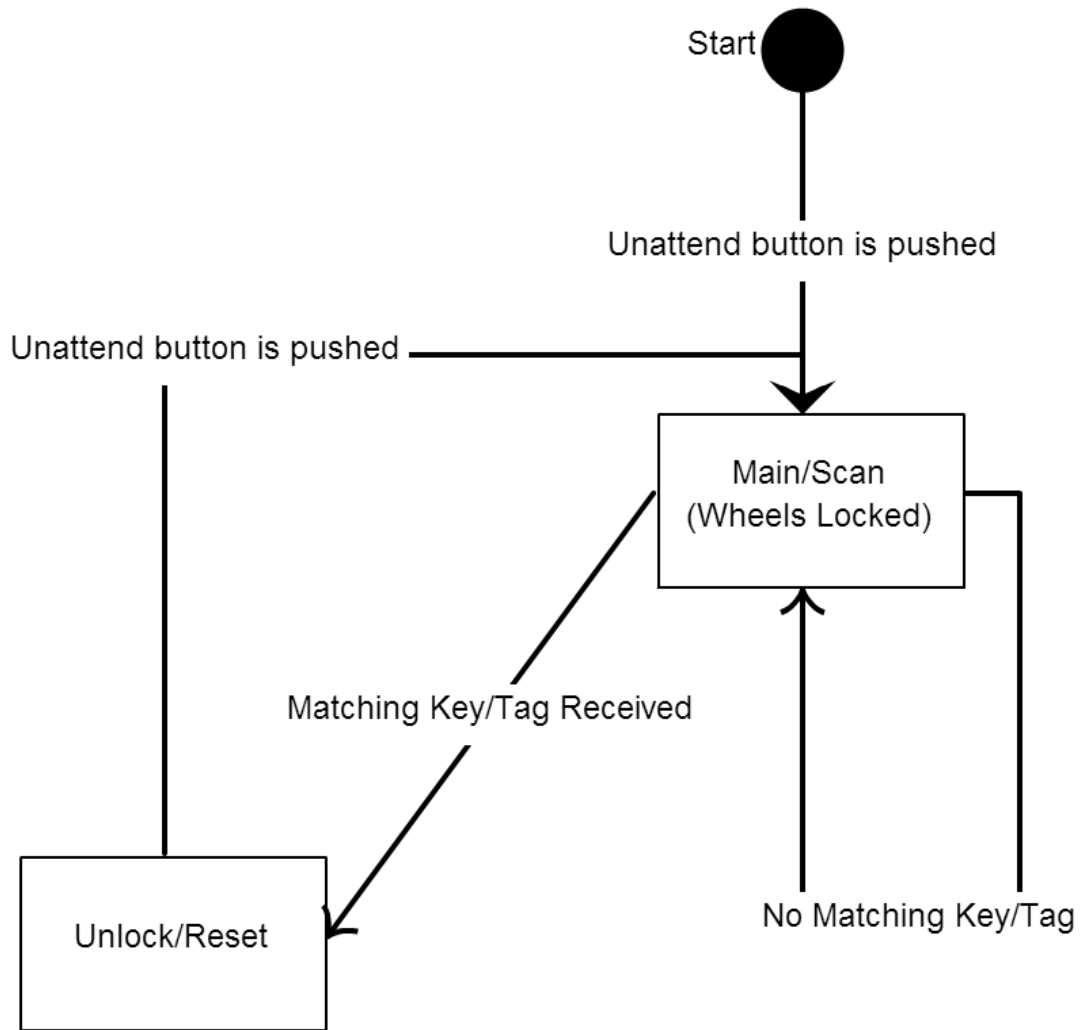 Start
Unattend button is pushed
Unattend button is pushed
Main/Scan
(Wheels Locked)
Matching Key/Tag Received
No Matching Key/Tag
Unlock/Reset